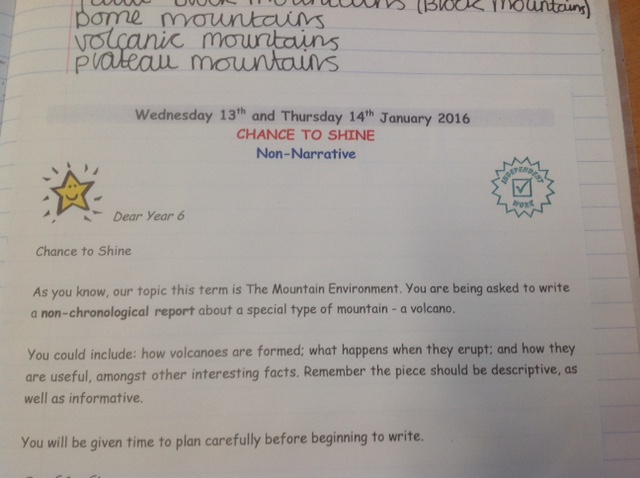 Block Mountains (Block Mountains)
Dome mountains
volcanic mountains
plateau mountains
Wednesday 13th and Thursday 14th January 2016
CHANCE TO SHINE
Non-Narrative
INDEPENDENT
WORK
Dear Year 6
Chance to Shine
As you know, our topic this term is The Mountain Environment. You are being asked to write
a non-chronological report about a special type of mountain - a volcano.
You could include: how volcanoes are formed; what happens when they erupt; and how they
are useful, amongst other interesting facts. Remember the piece should be descriptive, as
well as informative.
You will be given time to plan carefully before beginning to write.